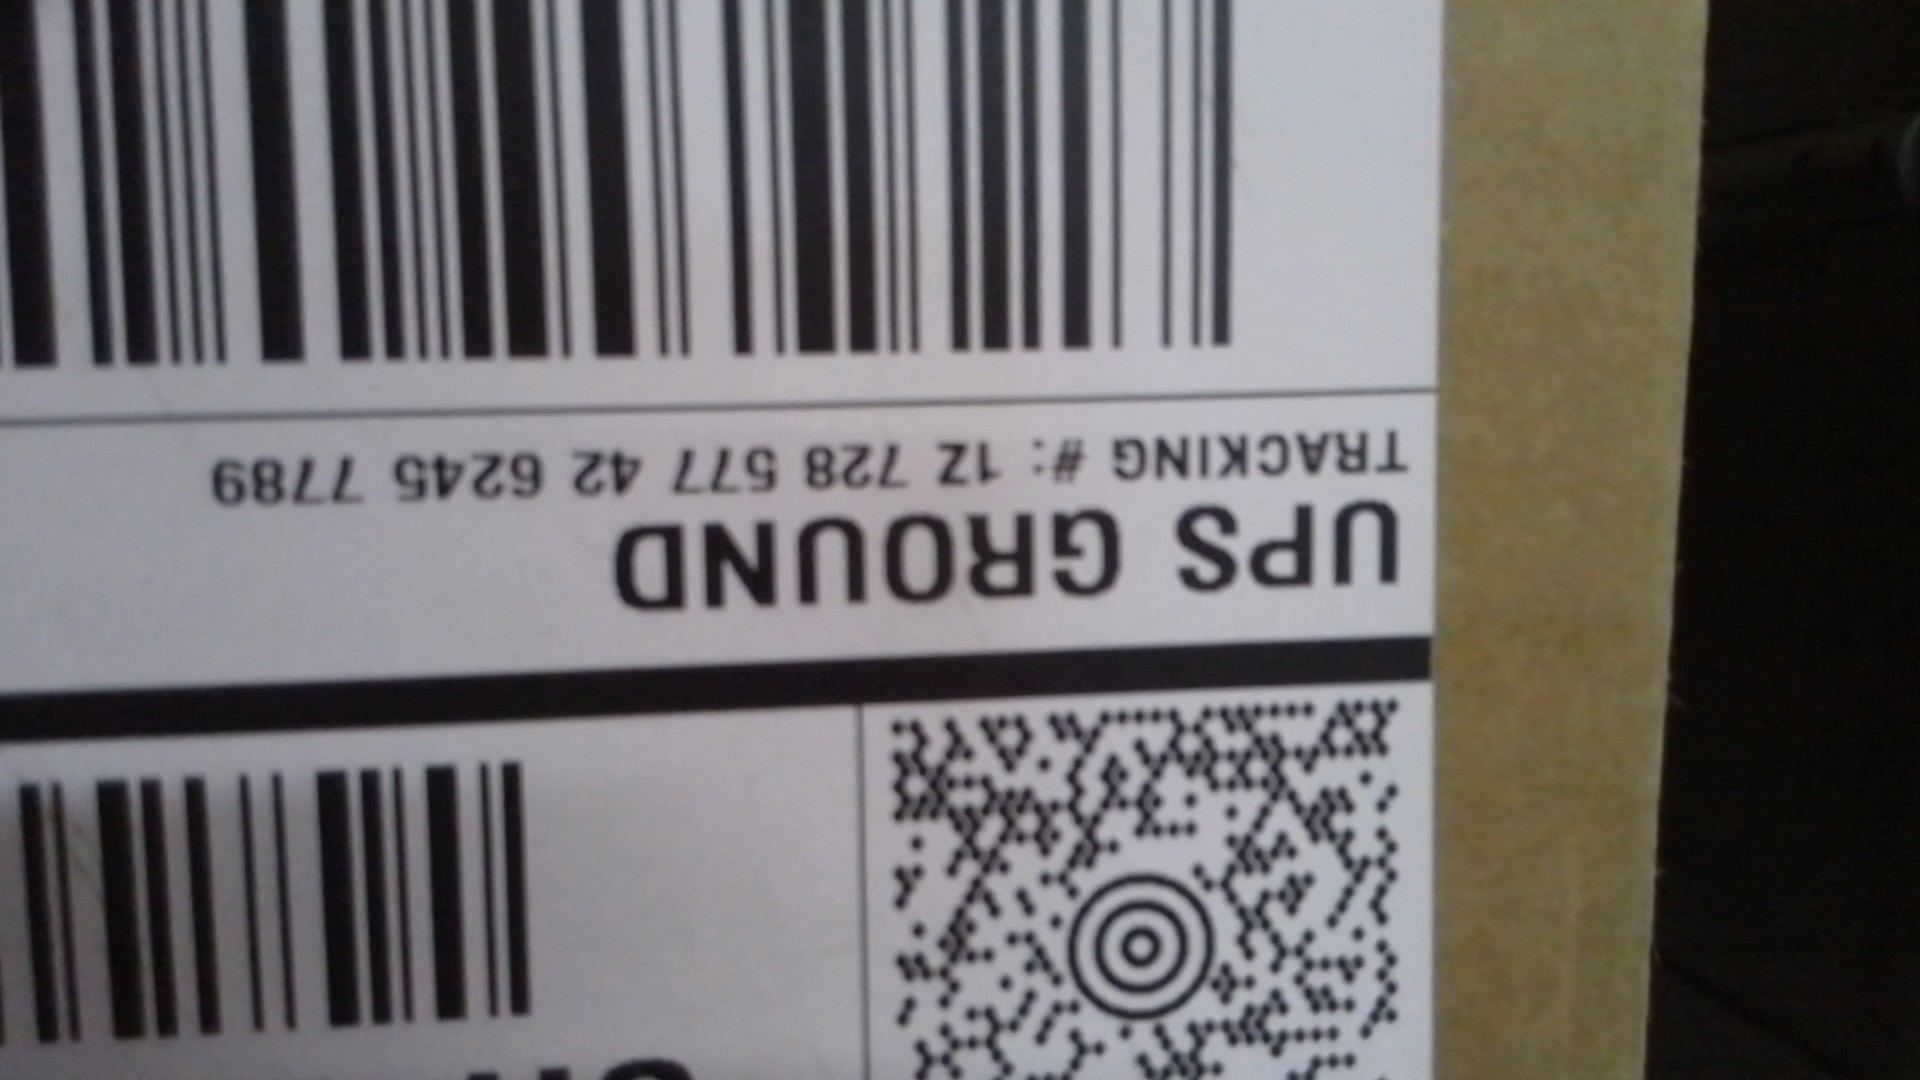 UPS GROUND
TRACKING #: 1Z 728 577 42 6245 7789